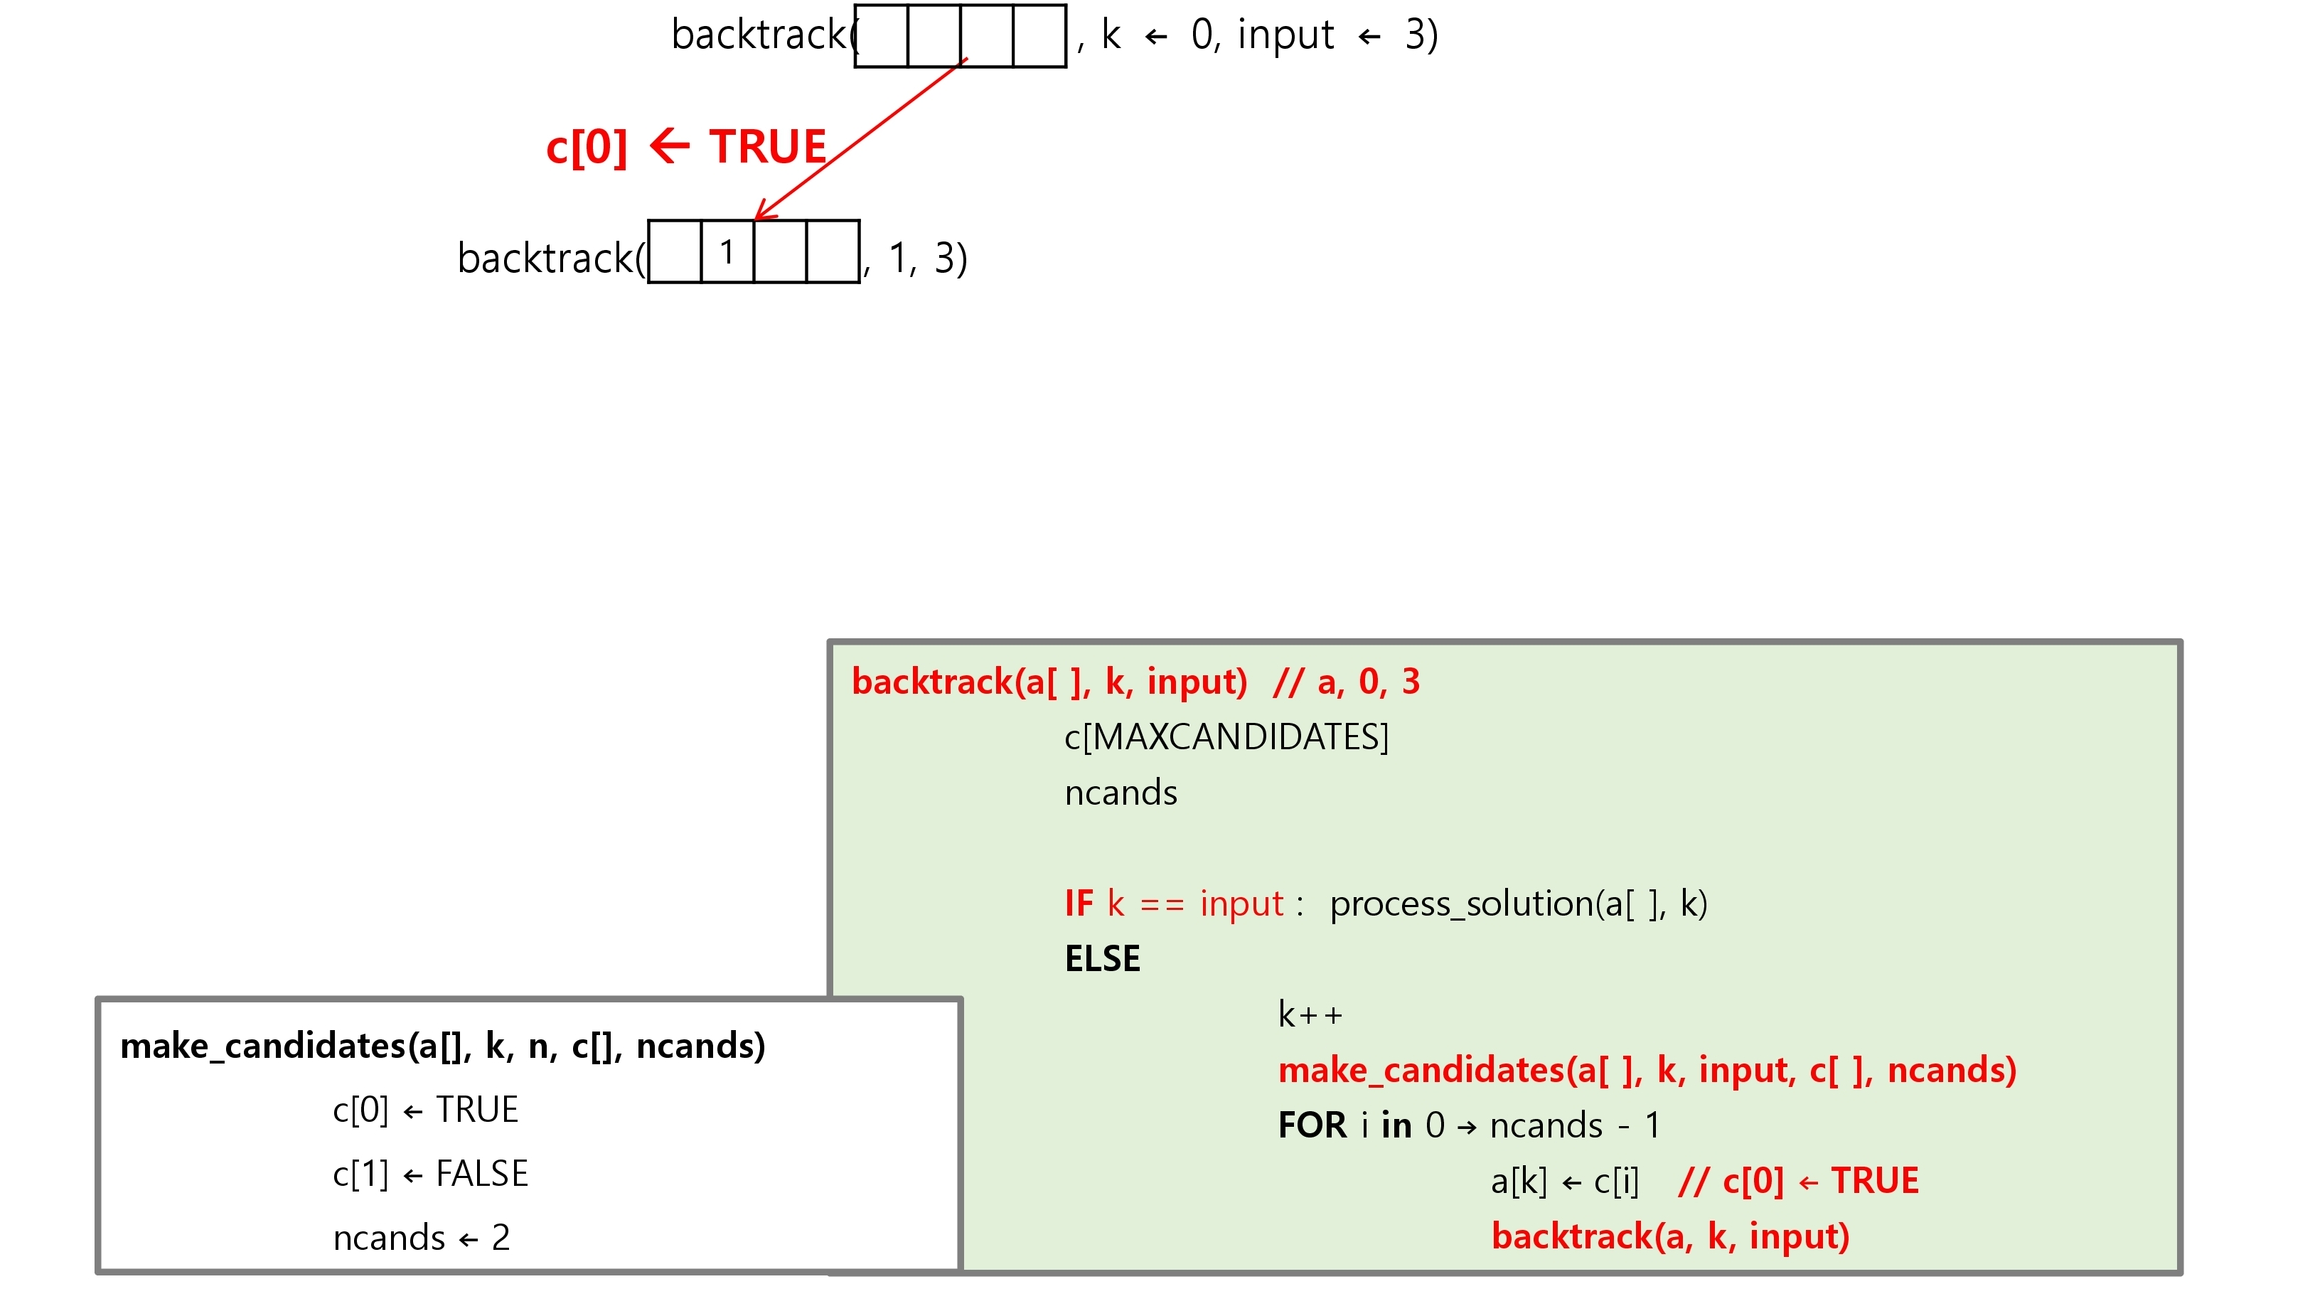 backtrack( , k ← 0, input ← 3)
c[0] ← TRUE
backtrack( 1 , 1, 3)
backtrack(a[ ], k, input) // a, 0, 3
c[MAXCANDIDATES]
ncands
IF k == input : process_solution(a[ ], k)
ELSE
k++
make_candidates(a[ ], k, input, c[ ], ncands)
FOR i in 0 → ncands - 1
a[k] ← c[i] // c[0] ← TRUE
backtrack(a, k, input)
make_candidates(a[], k, n, c[], ncands)
c[0] ← TRUE
c[1] ← FALSE
ncands ← 2